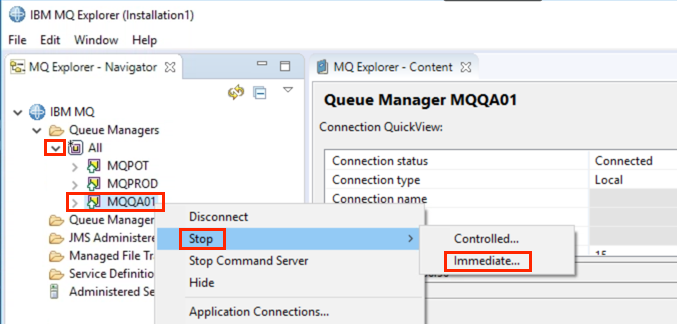 IBM MQ Explorer (Installation1)
File Edit Window Help
MQ Explorer - Navigator
IBM MQ
Queue Managers
All
MQPOT
MQPROD
MQQA01
Queue Manager
JMS Administere
Managed File Tr
Service Definitio
Administered Se
Disconnect
Stop
Stop Command Server
Hide
Application Connections...
Controlled...
Immediate...
MQ Explorer - Content
Queue Manager MQQA01
Connection QuickView:
Connection status Connected
Connection type Local
Connection name
15